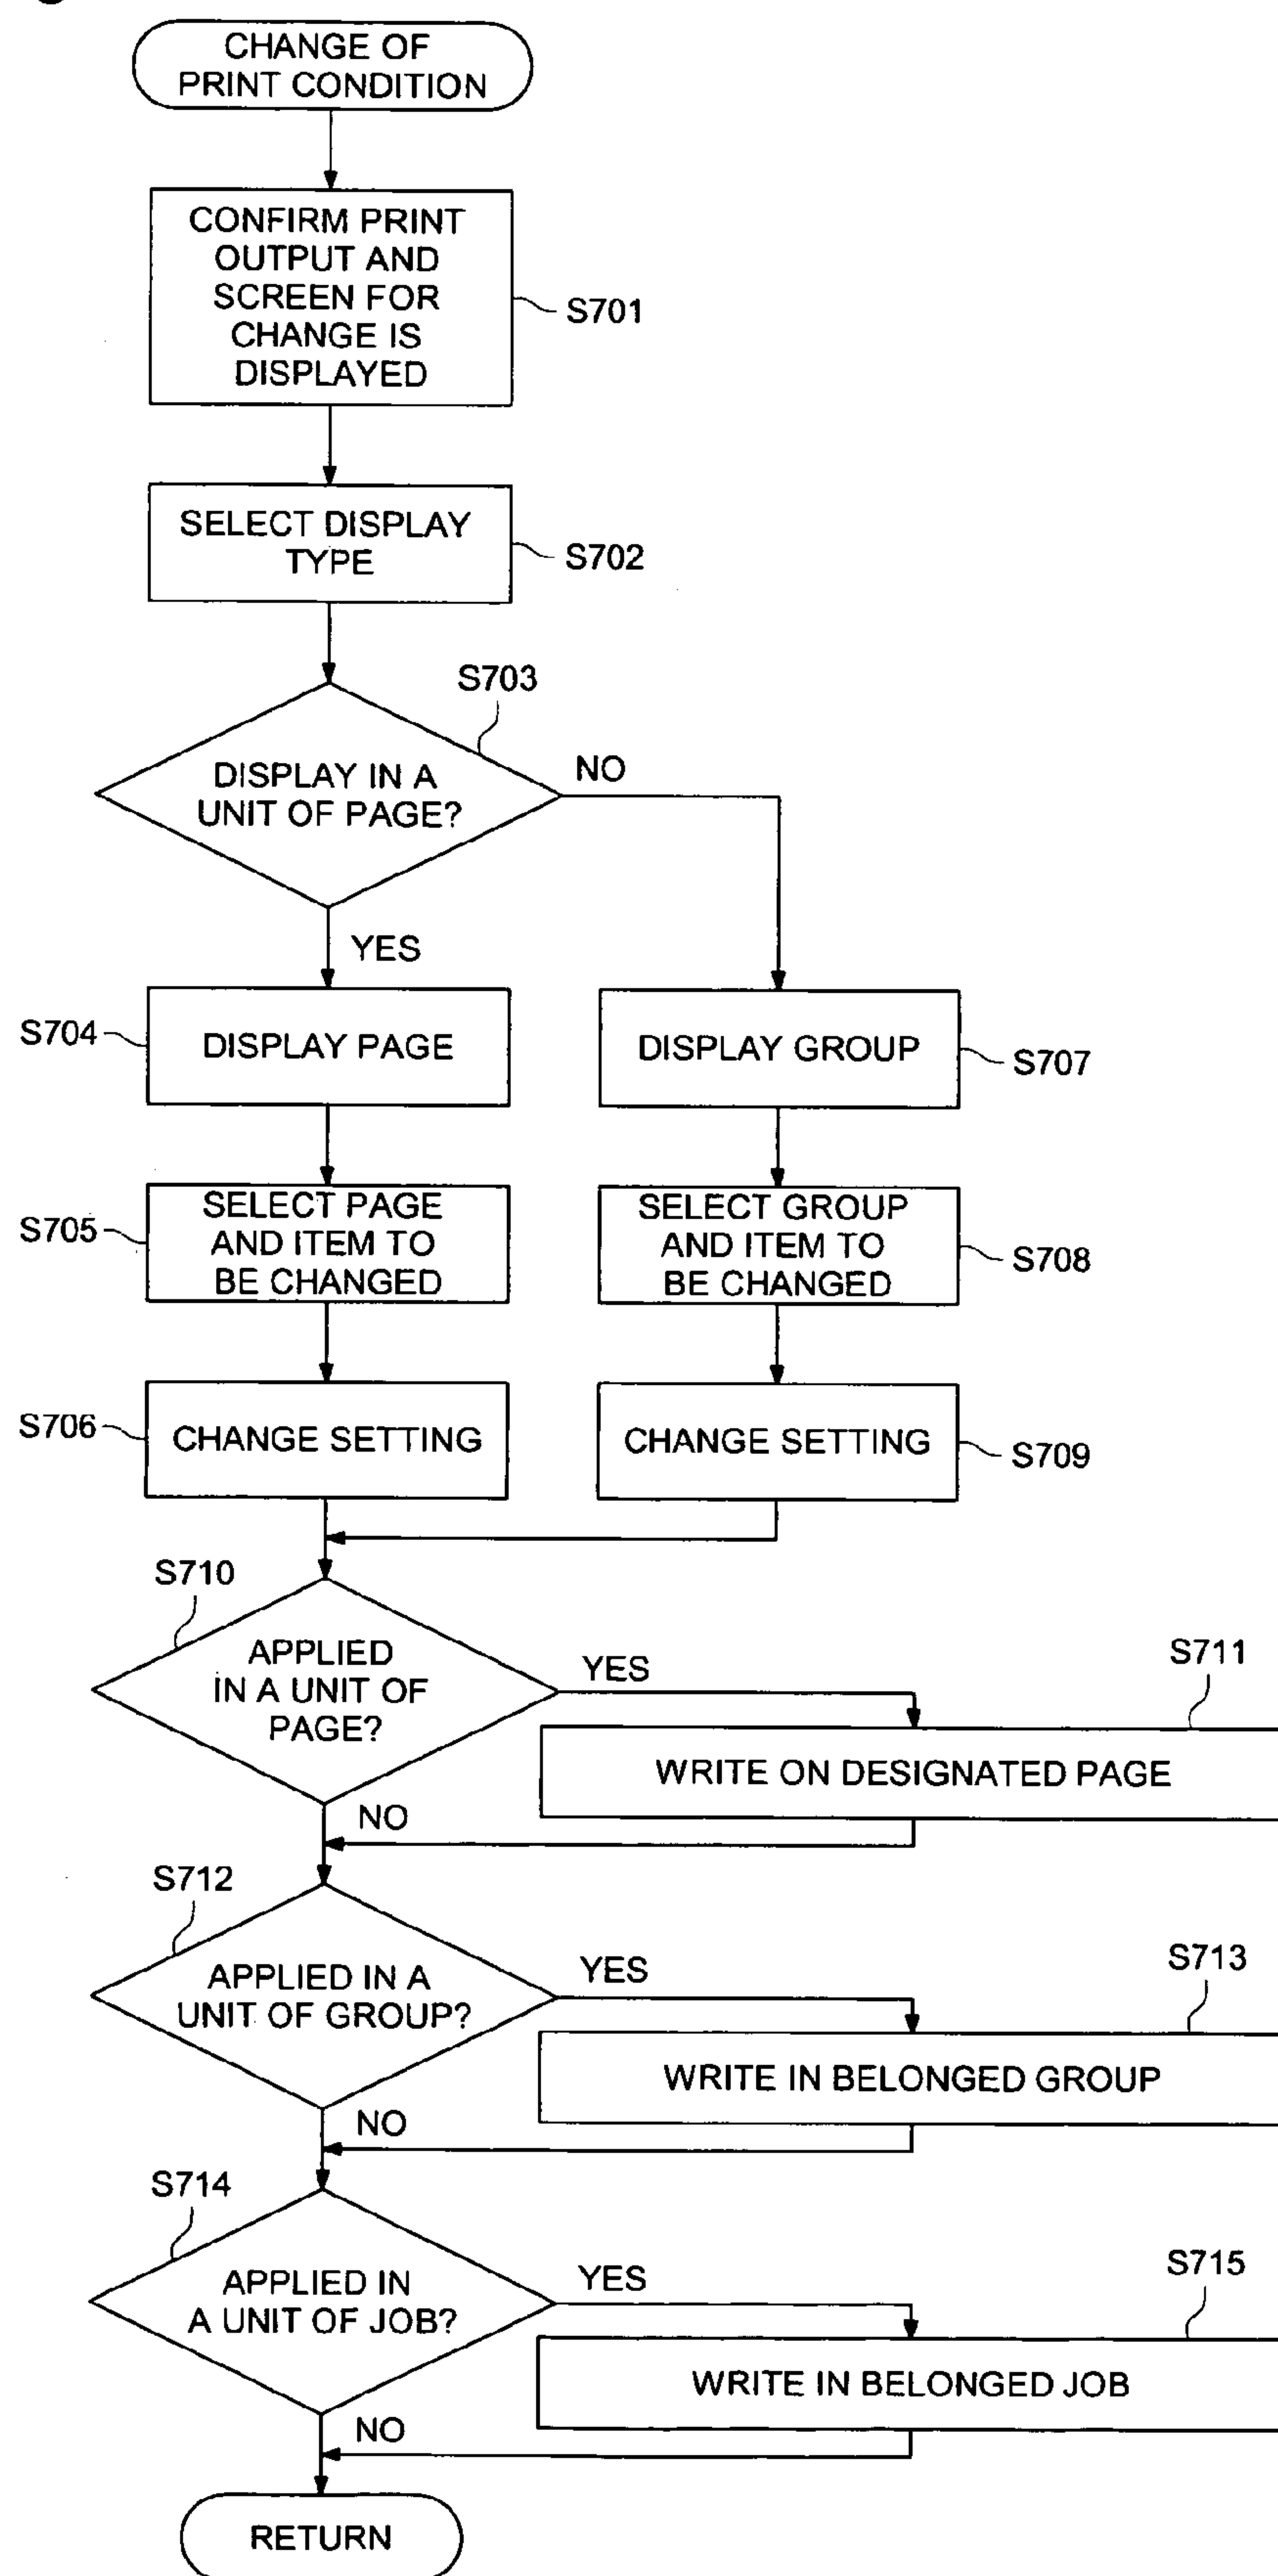 CHANGE OF
PRINT CONDITION
CONFIRM PRINT
OUTPUT AND
SCREEN FOR
CHANGE IS
DISPLAYED
S701
SELECT DISPLAY
TYPE
S702
S703
DISPLAY IN A
UNIT OF PAGE?
NO
YES
S704
DISPLAY PAGE
DISPLAY GROUP
S707
S705
SELECT PAGE
AND ITEM TO
BE CHANGED
SELECT GROUP
AND ITEM TO
BE CHANGED
S708
S706
CHANGE SETTING
CHANGE SETTING
S709
S710
APPLIED
IN A UNIT OF
PAGE?
YES
S711
WRITE ON DESIGNATED PAGE
NO
S712
APPLIED IN A
UNIT OF GROUP?
YES
S713
WRITE IN BELONGED GROUP
NO
S714
APPLIED IN
A UNIT OF JOB?
YES
S715
WRITE IN BELONGED JOB
NO
RETURN